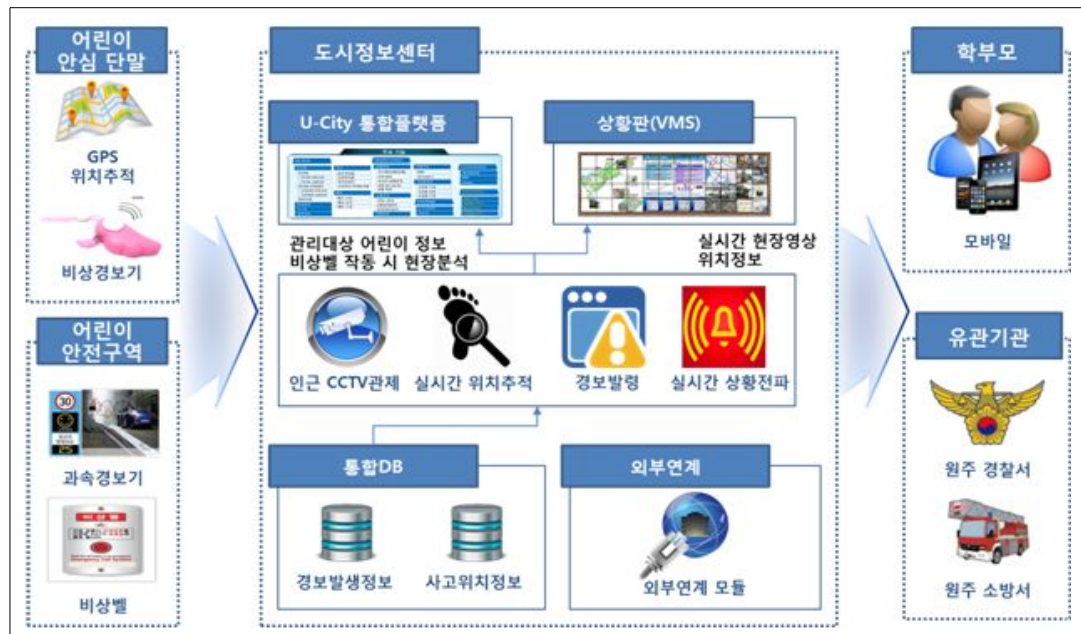 어린이
안심 단말
GPS
위치추적
비상경보기
어린이
안전구역
30
과속경보기
비상벨
비상벨
도시정보센터
U-City 통합플랫폼
상황판(VMS)
관리대상 어린이 정보
비상벨 작동 시 현장분석
실시간 현장영상
위치정보
인근 CCTV관제
실시간 위치추적
경보발령
실시간 상황전파
통합DB
경보발생정보
사고위치정보
외부연계
외부연계 모듈
학부모
모바일
유관기관
원주 경찰서
원주 소방서